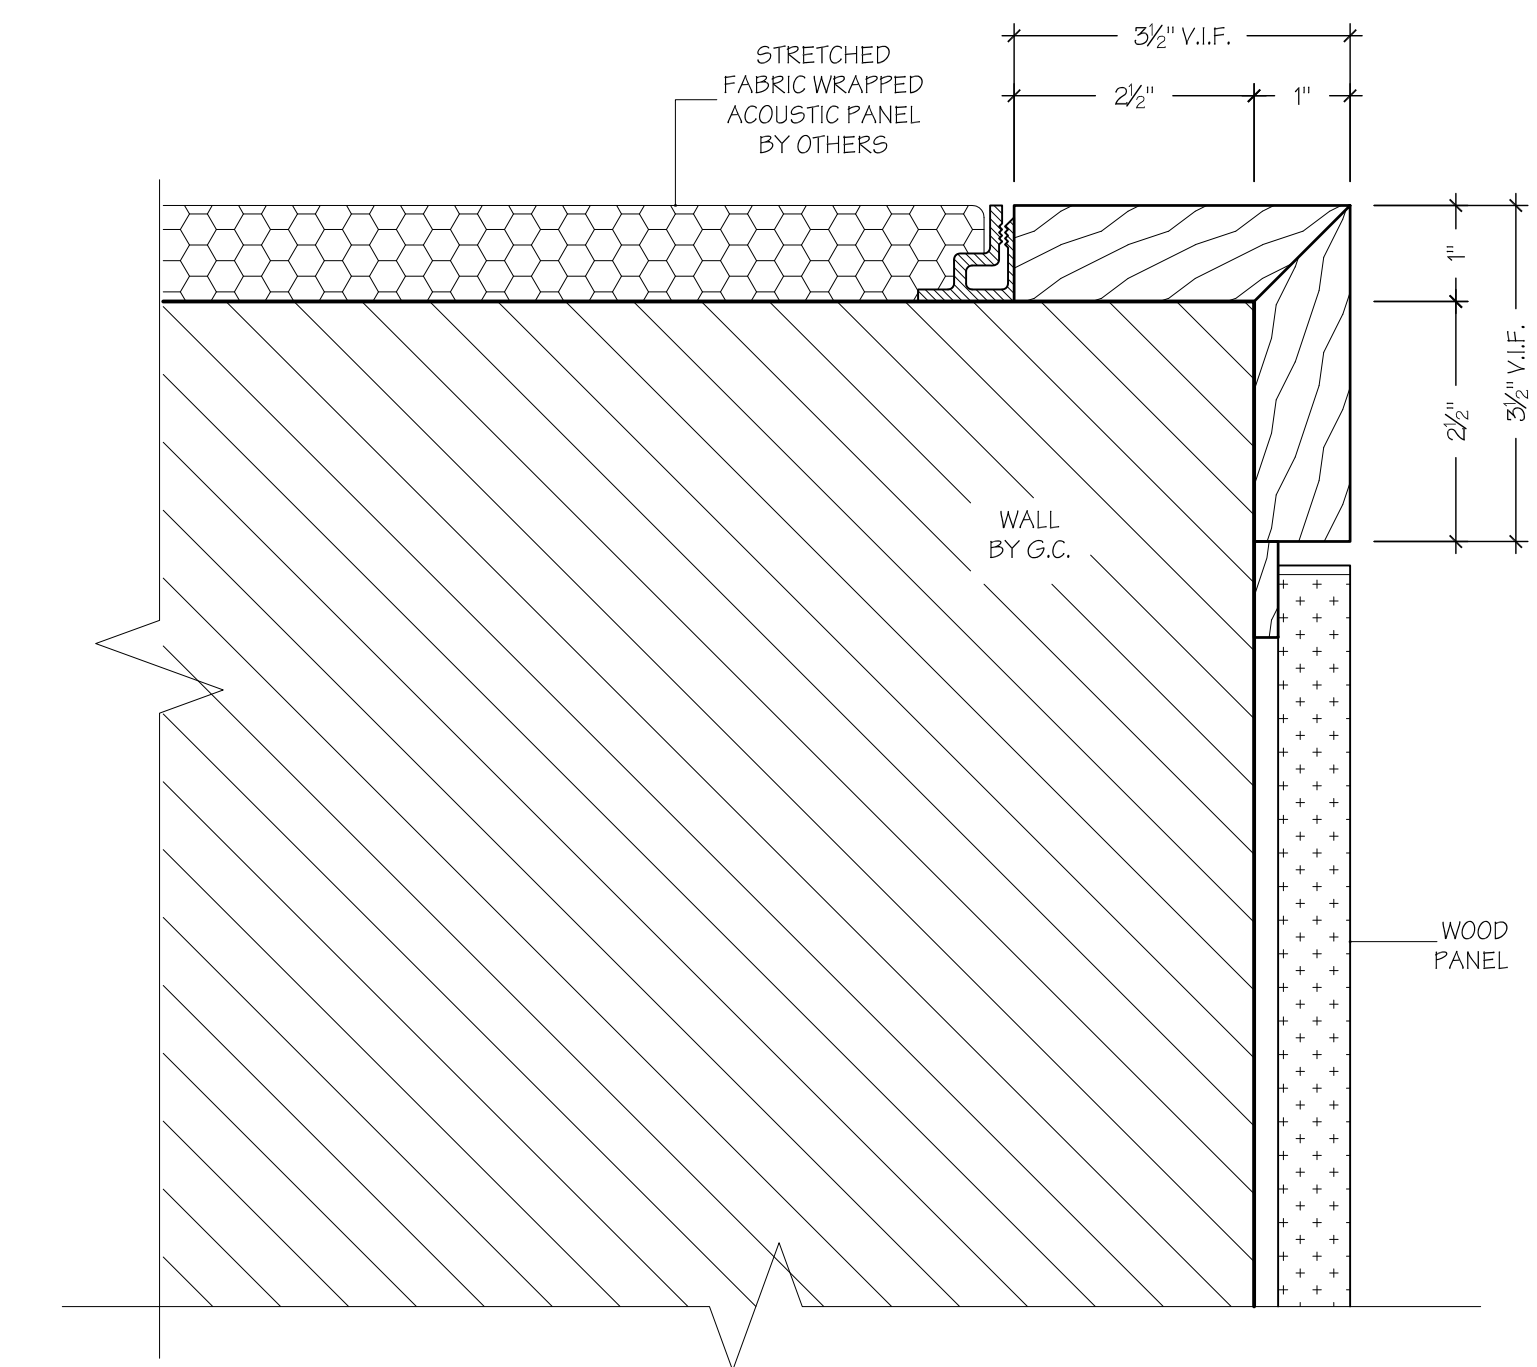 3½" V.I.F.
2½"
1"
STRETCHED
FABRIC WRAPPED
ACOUSTIC PANEL
BY OTHERS
1"
2½"
3½" V.I.F.
WALL
BY G.C.
WOOD
PANEL